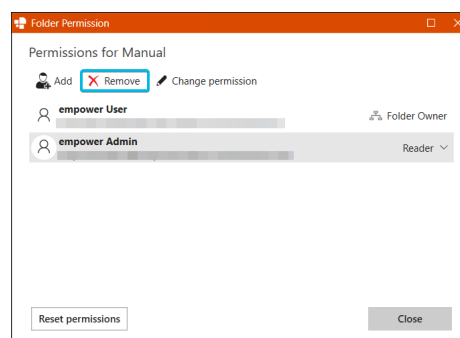 Folder Permission
Permissions for Manual
Add Remove Change permission
empower User
Folder Owner
empower Admin
Reader
Reset permissions Close